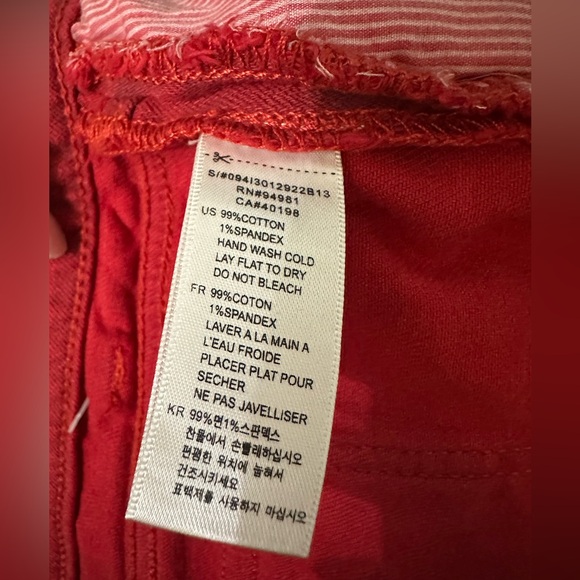 S/#094I3012922B13
RN#94981
CA#40198
US 99%COTTON
1%SPANDEX
HAND WASH COLD
LAY FLAT TO DRY
DO NOT BLEACH
FR 99%COTON
1%SPANDEX
LAVER A LA MAIN A
L'EAU FROIDE
PLACER PLAT POUR
SECHER
NE PAS JAVELLISER
KR 99%면1%스판덱스
찬물에서 손빨래하십시오
편평한 위치에 눕혀서
건조시키세요
표백제를 사용하지 마십시오